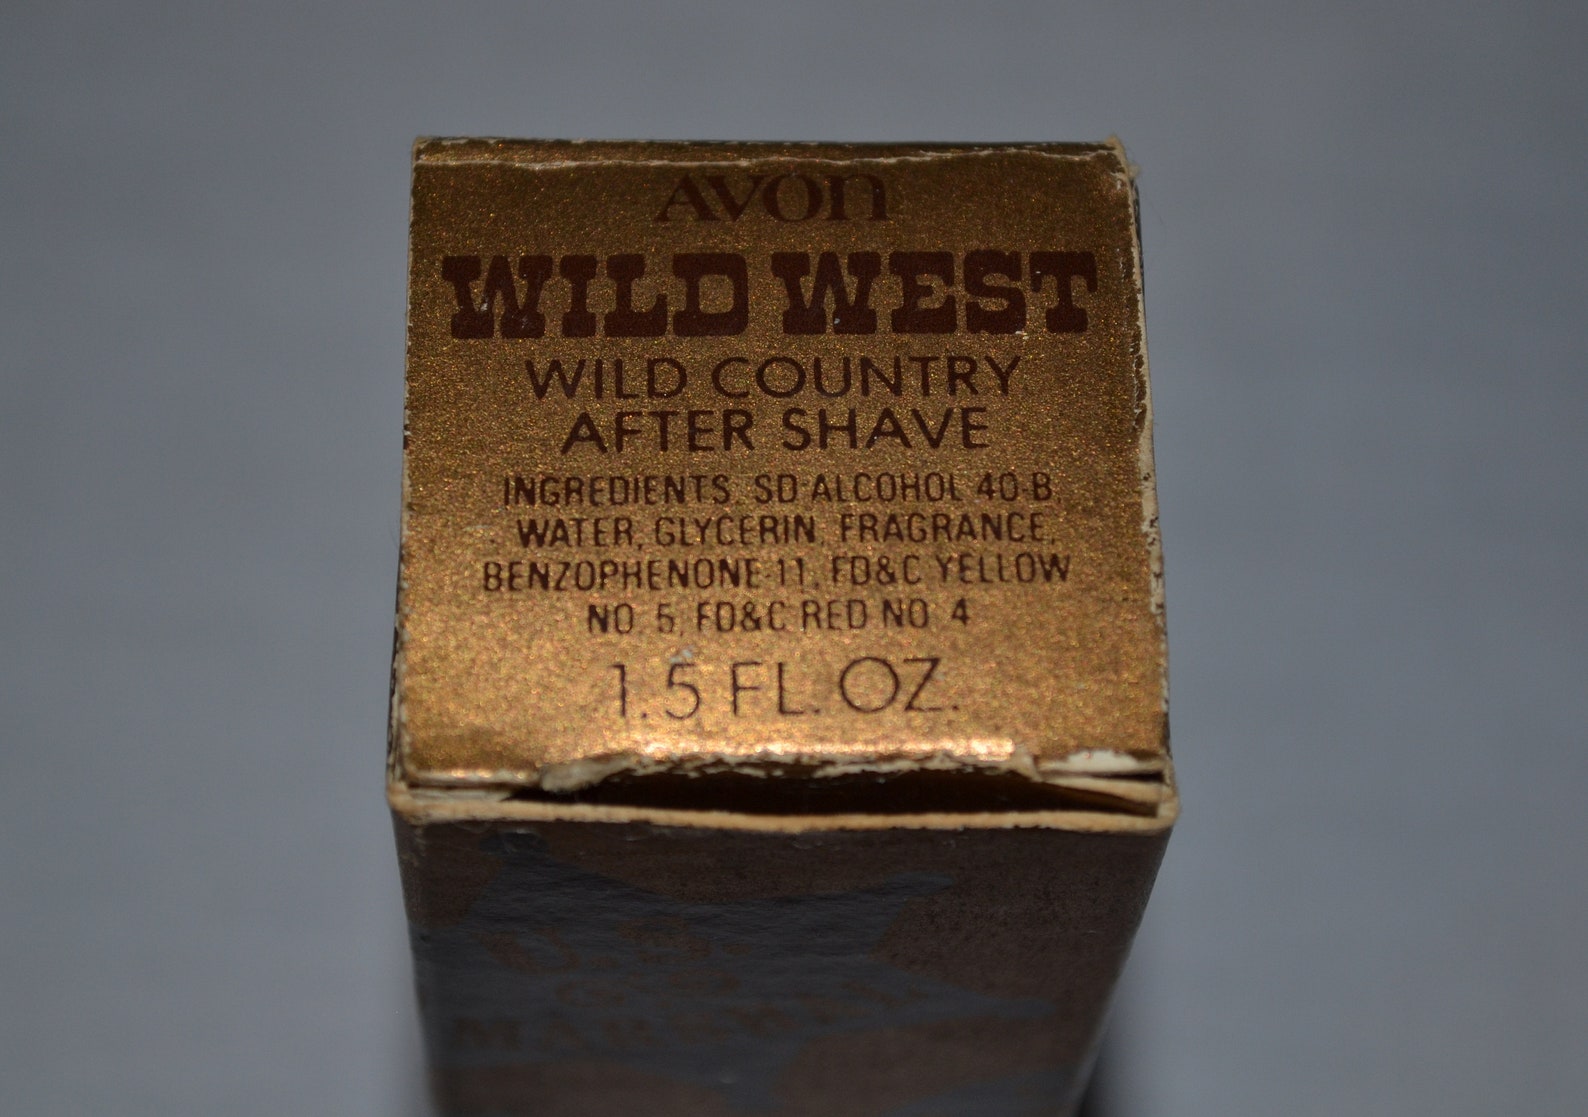 AVON
WILD WEST
WILD COUNTRY
AFTER SHAVE
INGREDIENTS. SD ALCOHOL 40-B,
WATER, GLYCERIN, FRAGRANCE,
BENZOPHENONE-11, FD&C YELLOW
NO. 5, FD&C RED NO. 4
1.5 FL. OZ.
U.S.
MARSHAL